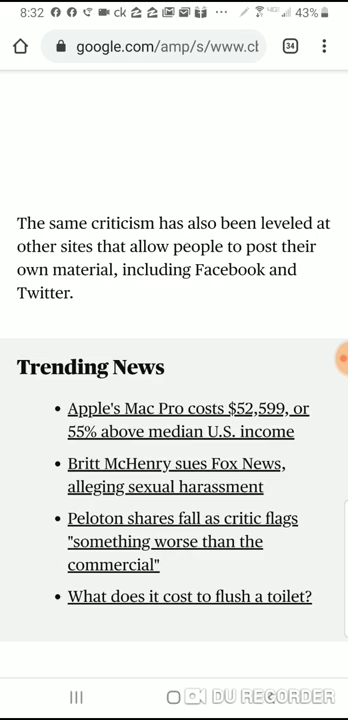 8:32 ck 43%
google.com/amp/s/www.cb 34
The same criticism has also been leveled at
other sites that allow people to post their
own material, including Facebook and
Twitter.
Trending News
• Apple's Mac Pro costs $52,599, or
55% above median U.S. income
• Britt McHenry sues Fox News,
alleging sexual harassment
• Peloton shares fall as critic flags
"something worse than the
commercial"
• What does it cost to flush a toilet?
DU RECORDER